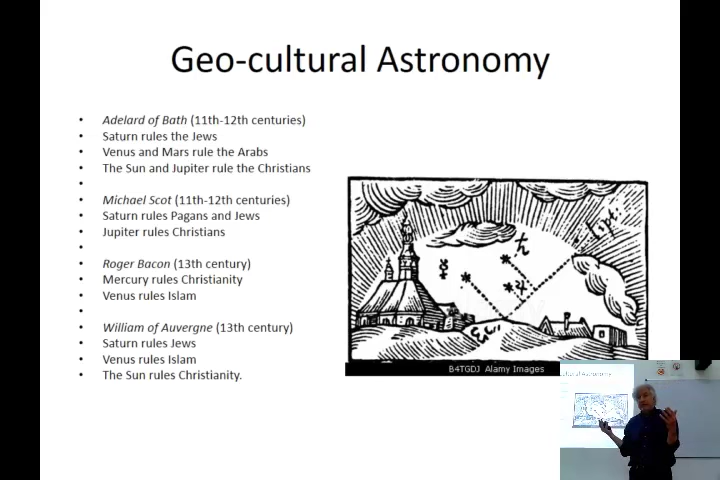 Geo-cultural Astronomy
Adelard of Bath (11th-12th centuries)
Saturn rules the Jews
Venus and Mars rule the Arabs
The Sun and Jupiter rule the Christians
Michael Scot (11th-12th centuries)
Saturn rules Pagans and Jews
Jupiter rules Christians
Roger Bacon (13th century)
Mercury rules Christianity
Venus rules Islam
William of Auvergne (13th century)
Saturn rules Jews
Venus rules Islam
The Sun rules Christianity.
B4TGDJ Alamy Images